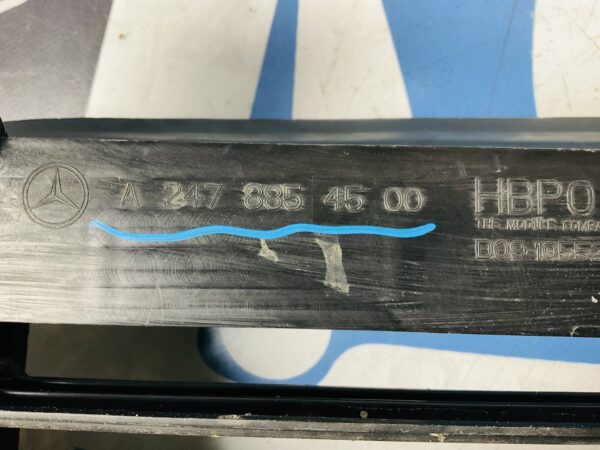 A 247 885 45 00
HBPO
THE MODULE COMPA
D09-10552